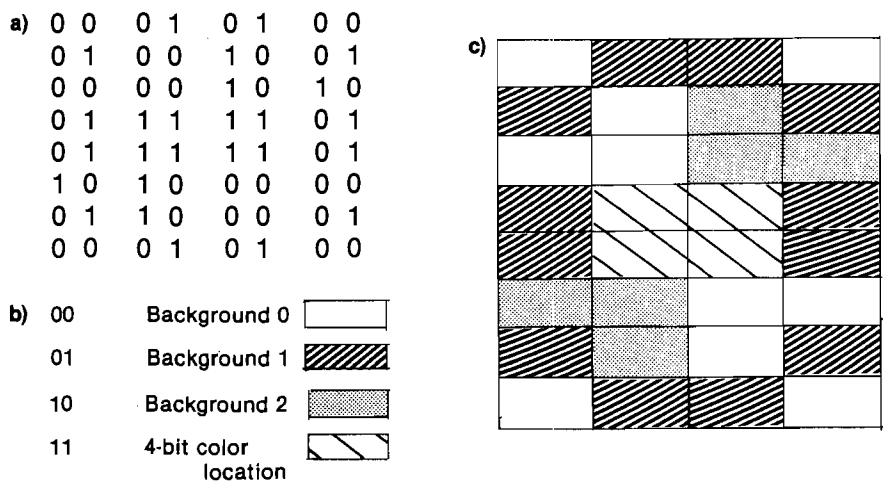 a) 0 0 0 1 0 1 0 0
0 1 0 0 1 0 0 1
0 0 0 0 1 0 1 0
0 1 1 1 1 1 0 1
0 1 1 1 1 1 0 1
1 0 1 0 0 0 0 0
0 1 1 0 0 0 0 1
0 0 0 1 0 1 0 0
b) 00 Background 0
01 Background 1
10 Background 2
11 4-bit color
location
c)